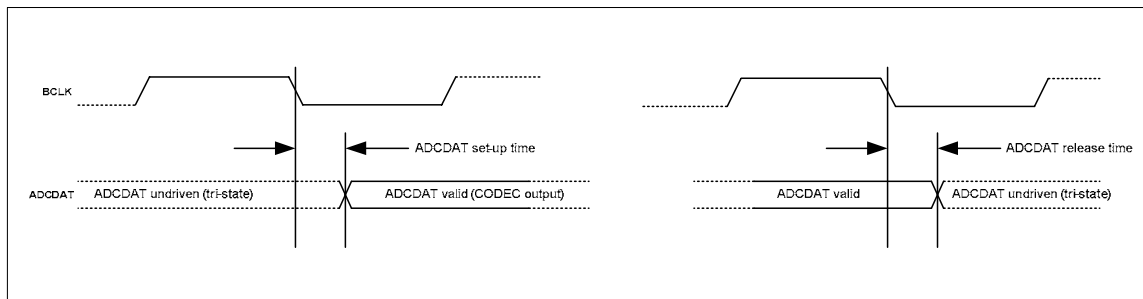 BCLK
ADCDAT set-up time
ADCDAT release time
ADCDAT
ADCDAT undriven (tri-state)
ADCDAT valid (CODEC output)
ADCDAT valid
ADCDAT undriven (tri-state)